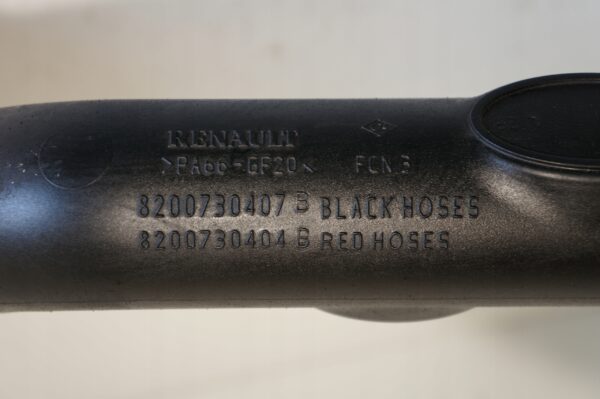 RENAULT
>PA66-GF20< FCN.3
8200730407 B BLACK HOSES
8200730404 B RED HOSES